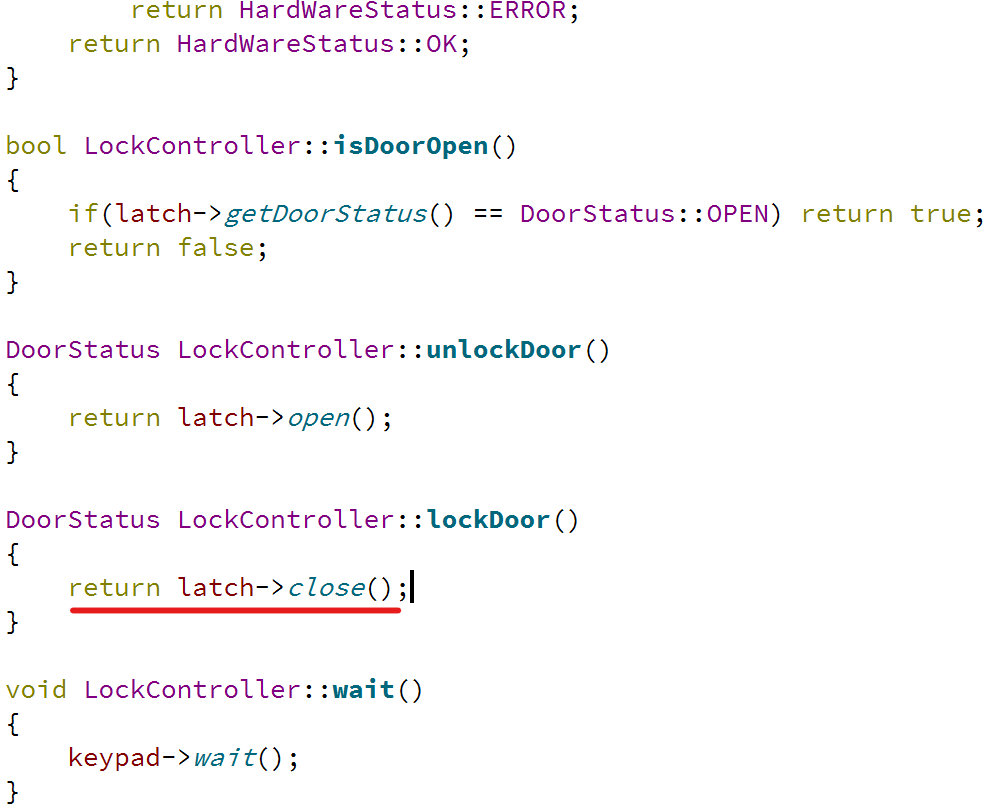 return HardWareStatus::ERROR;
return HardWareStatus::OK;
}
bool LockController::isDoorOpen()
{
if(latch->getDoorStatus() == DoorStatus::OPEN) return true;
return false;
}
DoorStatus LockController::unlockDoor()
{
return latch->open();
}
DoorStatus LockController::lockDoor()
{
return latch->close();
}
void LockController::wait()
{
keypad->wait();
}